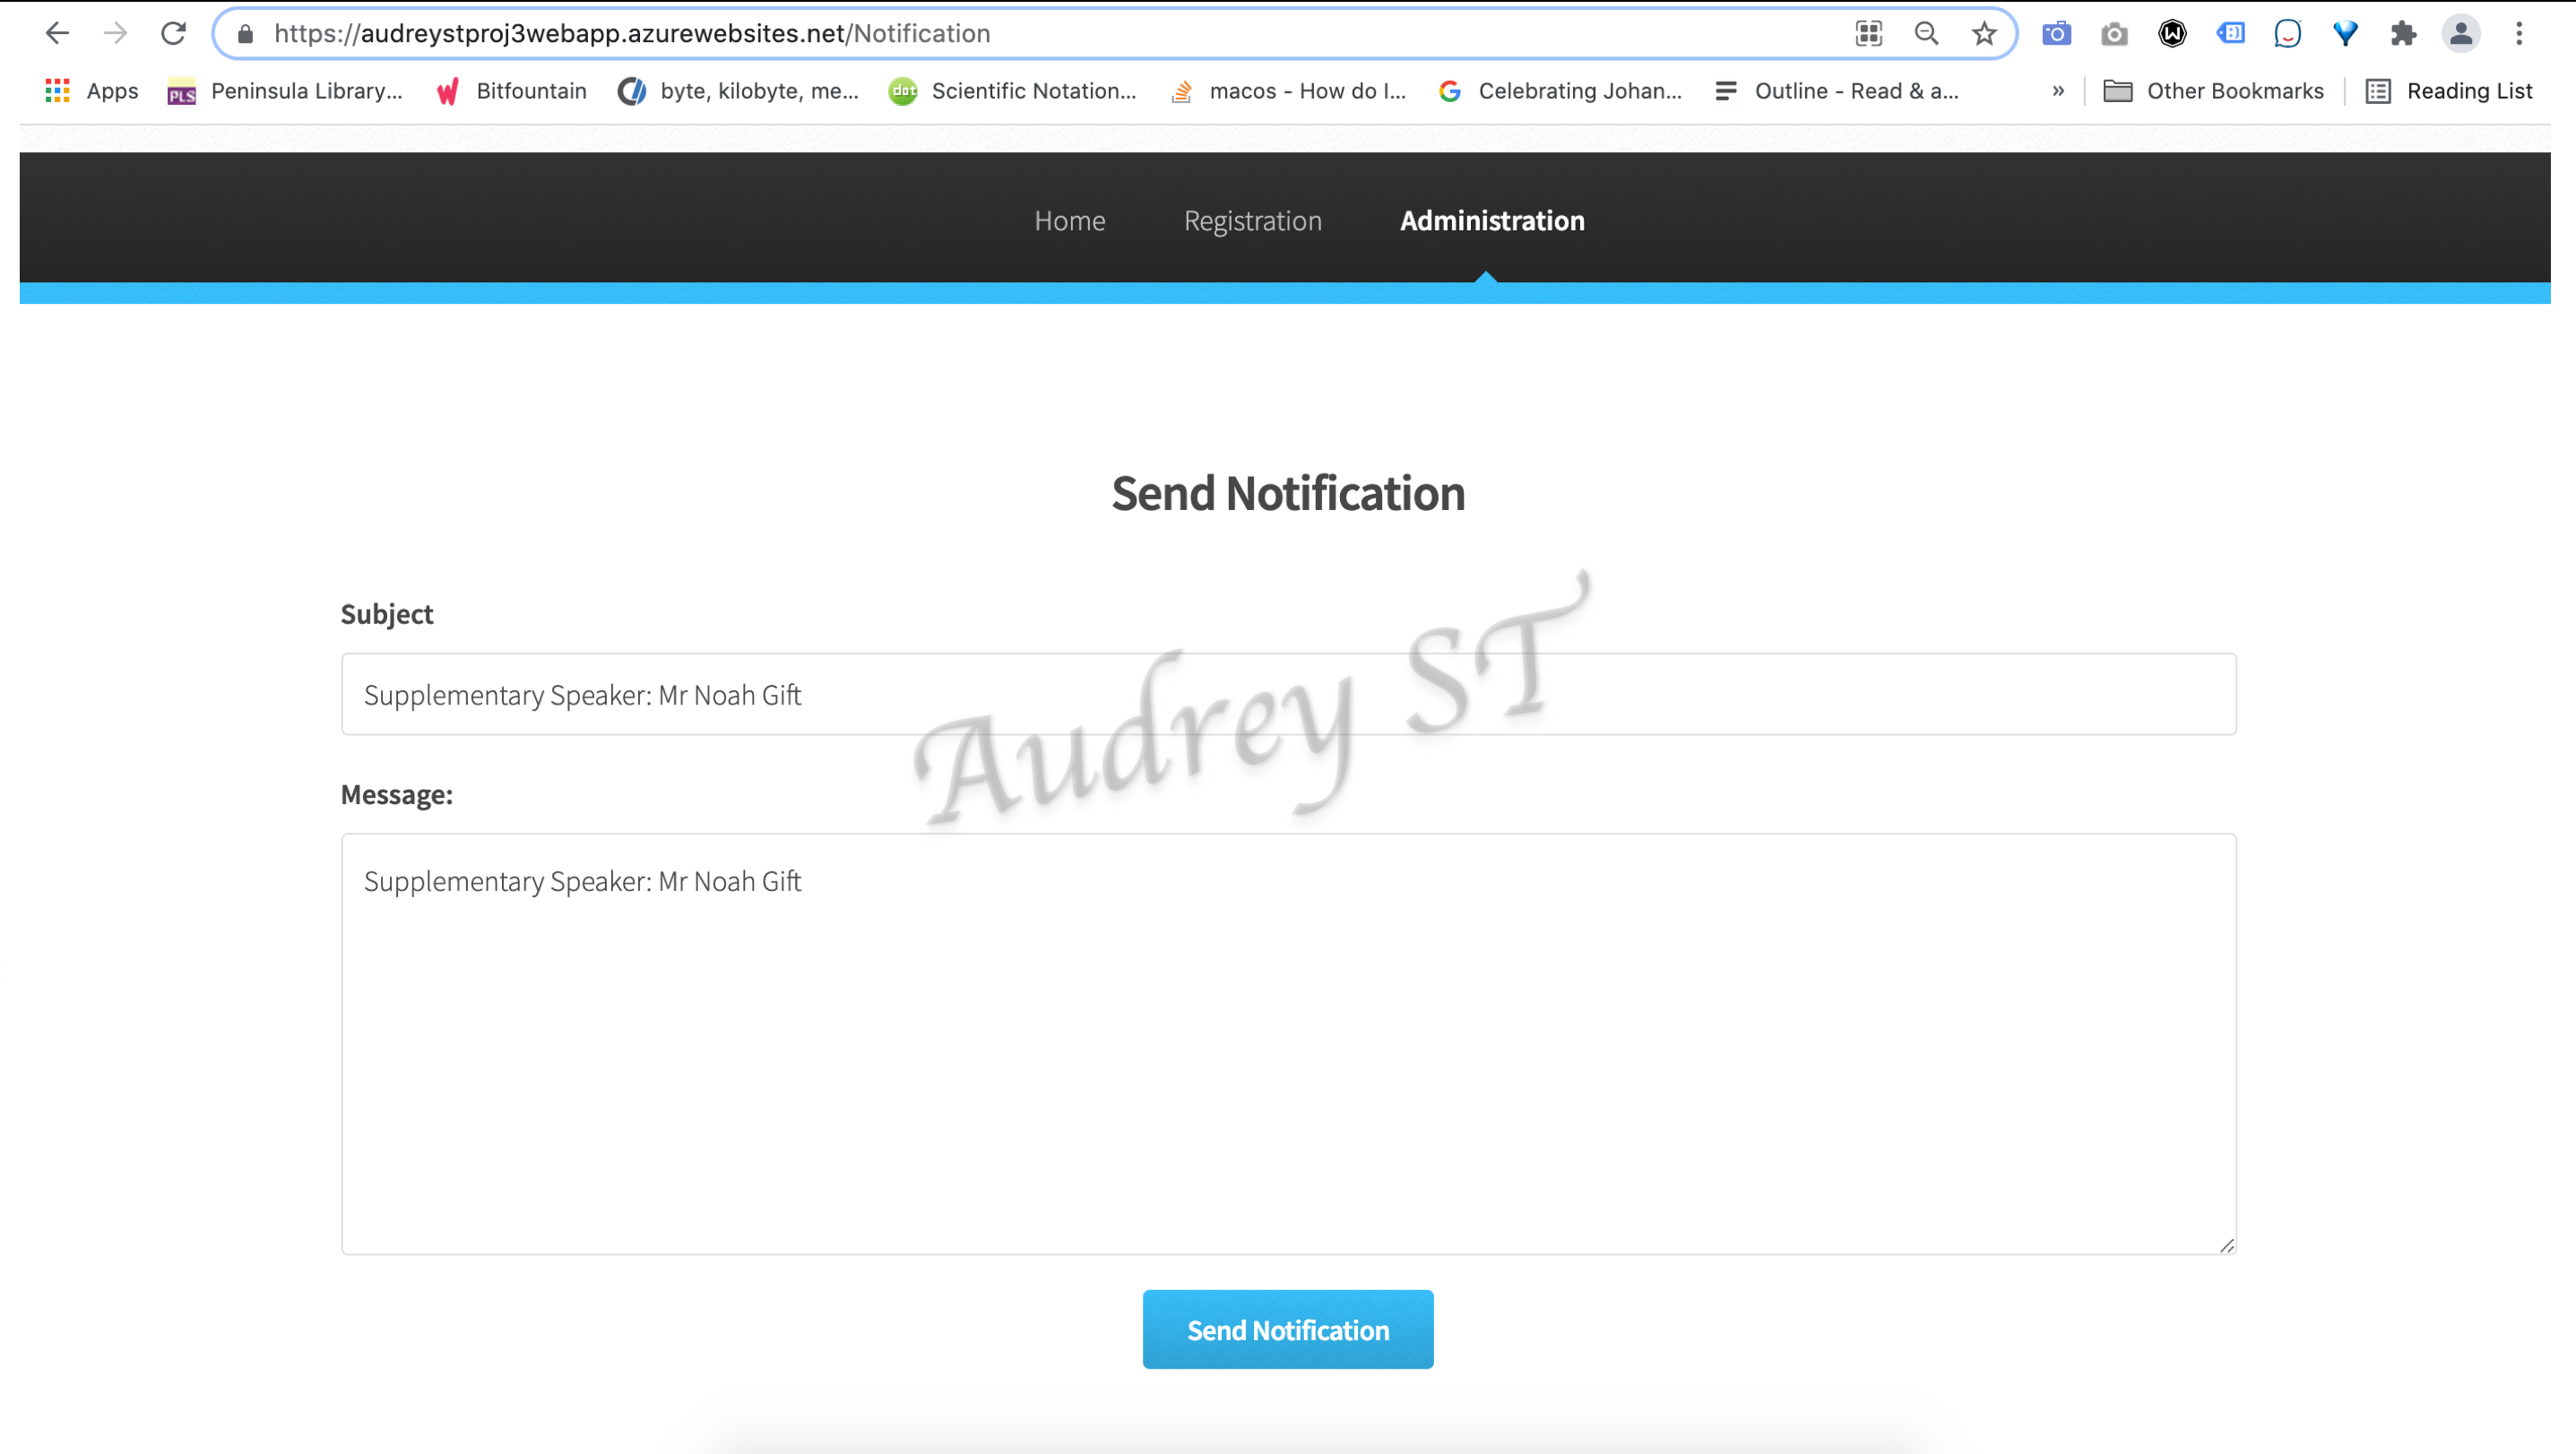 https://audreystproj3webapp.azurewebsites.net/Notification
Apps PLS Peninsula Library... Bitfountain byte, kilobyte, me... dot Scientific Notation... macos - How do I... Celebrating Johan... Outline - Read & a... » Other Bookmarks Reading List
Home Registration Administration
Send Notification
Subject
Supplementary Speaker: Mr Noah Gift
Audrey ST
Message:
Supplementary Speaker: Mr Noah Gift
Send Notification